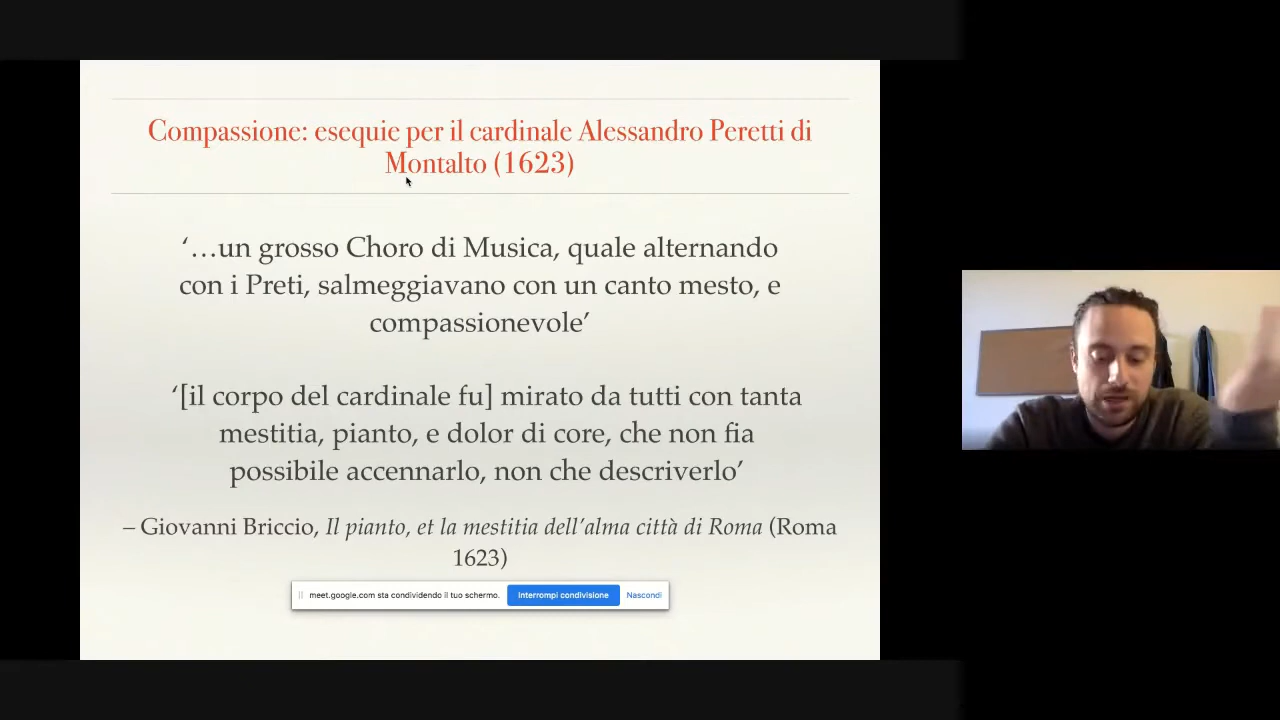 Compassione: esequie per il cardinale Alessandro Peretti di
Montalto (1623)
‘…un grosso Choro di Musica, quale alternando
con i Preti, salmeggiavano con un canto mesto, e
compassionevole’
‘[il corpo del cardinale fu] mirato da tutti con tanta
mestitia, pianto, e dolor di core, che non fia
possibile accennarlo, non che descriverlo’
– Giovanni Briccio, Il pianto, et la mestitia dell’alma città di Roma (Roma
1623)
meet.google.com sta condividendo il tuo schermo. Interrompi condivisione Nascondi